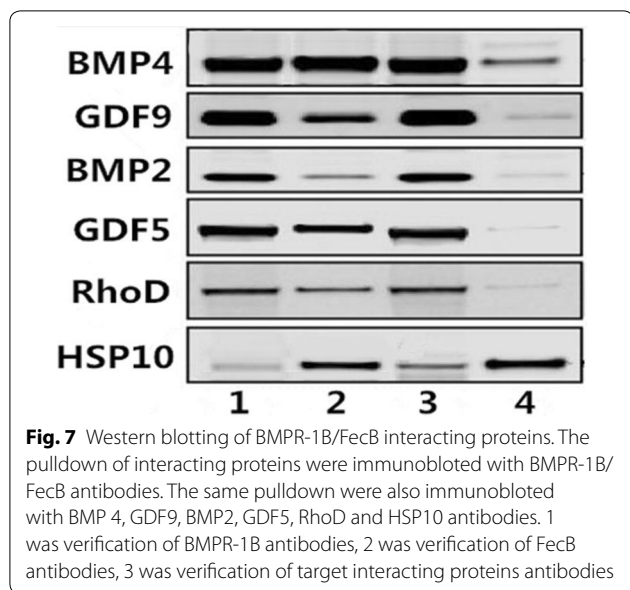 BMP4
GDF9
BMP2
GDF5
RhoD
HSP10
1 2 3 4
Fig. 7 Western blotting of BMPR-1B/FecB interacting proteins. The
pulldown of interacting proteins were immunobloted with BMPR-1B/
FecB antibodies. The same pulldown were also immunobloted
with BMP 4, GDF9, BMP2, GDF5, RhoD and HSP10 antibodies. 1
was verification of BMPR-1B antibodies, 2 was verification of FecB
antibodies, 3 was verification of target interacting proteins antibodies